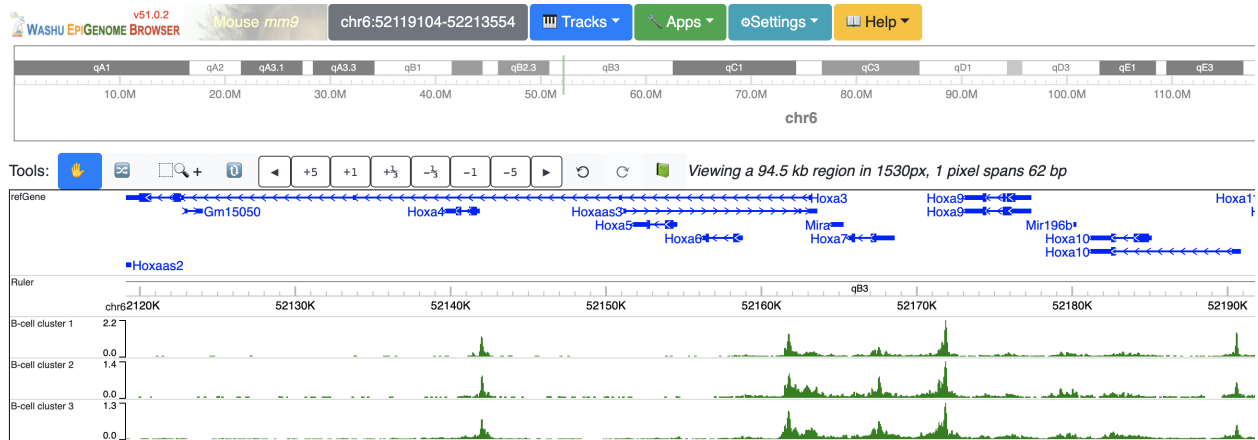 v51.0.2
WASHU EPIGENOME BROWSER Mouse mm9 chr6:52119104-52213554 Tracks Apps Settings Help
qA1 qA2 qA3.1 qA3.3 qB1 qB2.3 qB3 qC1 qC3 qD1 qD3 qE1 qE3
10.0M 20.0M 30.0M 40.0M 50.0M 60.0M 70.0M 80.0M 90.0M 100.0M 110.0M
chr6
Tools: + ◄ +5 +1 +⅓ -⅓ -1 -5 ► Viewing a 94.5 kb region in 1530px, 1 pixel spans 62 bp
refGene Hoxa3 Hoxa9 Hoxa11
Gm15050 Hoxa4 Hoxaas3 Hoxa9
Hoxa5 Mira Mir196b
Hoxa6 Hoxa7 Hoxa10
Hoxa10
Hoxaas2
Ruler qB3
chr6 52120K 52130K 52140K 52150K 52160K 52170K 52180K 52190K
B-cell cluster 1 2.2
0.0
B-cell cluster 2 1.4
0.0
B-cell cluster 3 1.3
0.0